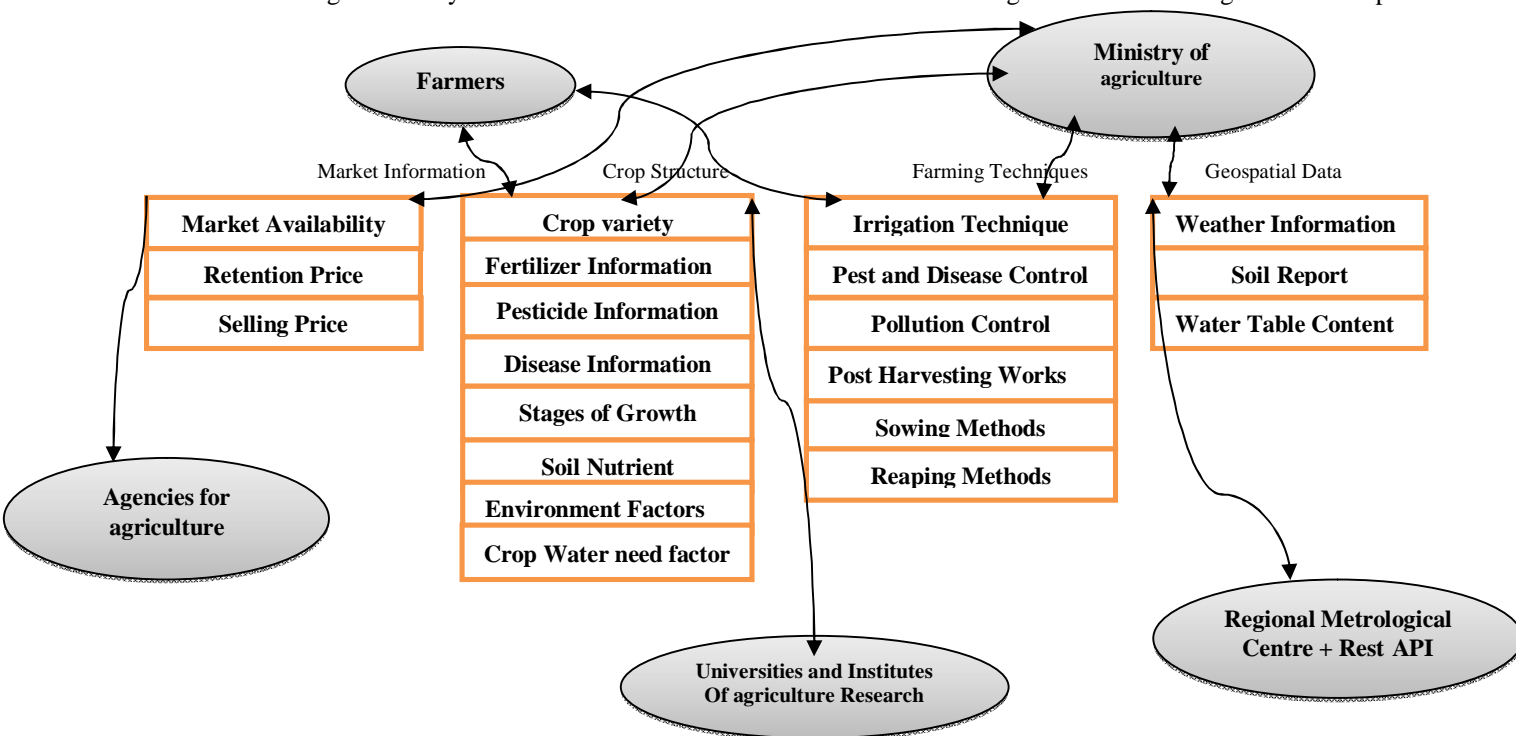 Ministry of
agriculture
Farmers
Market Information
Crop Structure
Farming Techniques
Geospatial Data
Market Availability
Retention Price
Selling Price
Crop variety
Fertilizer Information
Pesticide Information
Disease Information
Stages of Growth
Soil Nutrient
Environment Factors
Crop Water need factor
Irrigation Technique
Pest and Disease Control
Pollution Control
Post Harvesting Works
Sowing Methods
Reaping Methods
Weather Information
Soil Report
Water Table Content
Agencies for
agriculture
Universities and Institutes
Of agriculture Research
Regional Metrological
Centre + Rest API